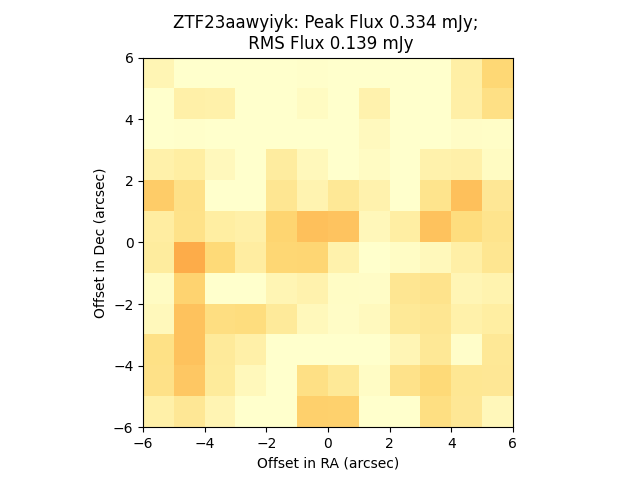 ZTF23aawyiyk: Peak Flux 0.334 mJy;
RMS Flux 0.139 mJy
6
4
2
0
−2
−4
−6
Offset in Dec (arcsec)
−6 −4 −2 0 2 4 6
Offset in RA (arcsec)